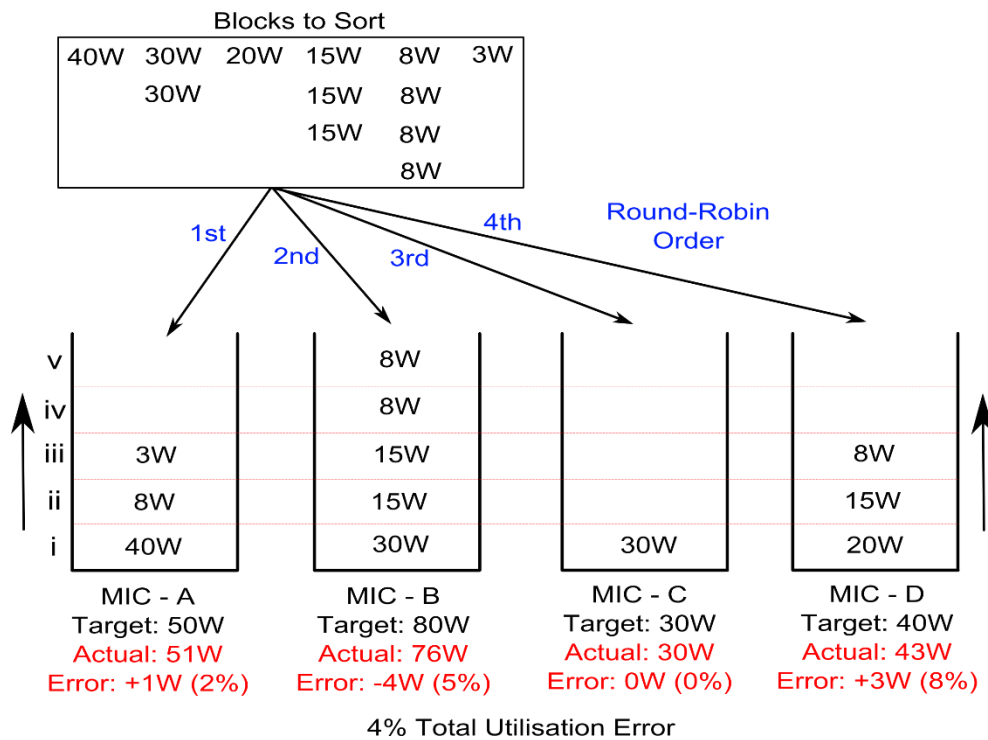 Blocks to Sort
40W 30W 20W 15W 8W 3W
30W 15W 8W
15W 8W
8W
1st
2nd
3rd
4th
Round-Robin
Order
v 8W
iv 8W
iii 3W 15W 8W
ii 8W 15W 15W
i 40W 30W 30W 20W
MIC - A
Target: 50W
Actual: 51W
Error: +1W (2%)
MIC - B
Target: 80W
Actual: 76W
Error: -4W (5%)
MIC - C
Target: 30W
Actual: 30W
Error: 0W (0%)
MIC - D
Target: 40W
Actual: 43W
Error: +3W (8%)
4% Total Utilisation Error